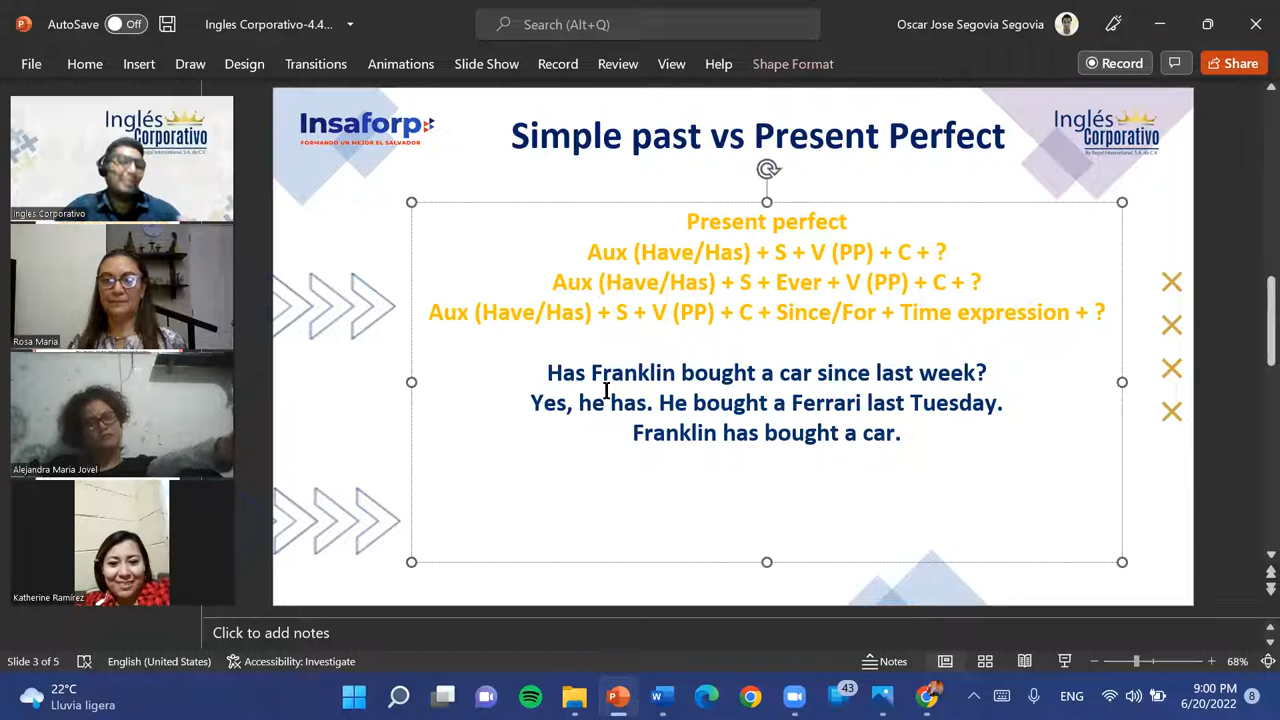 AutoSave Off Ingles Corporativo-4.4... Search (Alt+Q) Oscar Jose Segovia Segovia
File Home Insert Draw Design Transitions Animations Slide Show Record Review View Help Shape Format Record Share
Inglés
Corporativo
Ingles Corporativo
Rosa Maria
Alejandra Maria Jovel
Katherine Ramírez
Insaforp
FORMANDO UN MEJOR EL SALVADOR
Simple past vs Present Perfect
Inglés
Corporativo
By Regal International, S.A. de C.V.
Present perfect
Aux (Have/Has) + S + V (PP) + C + ?
Aux (Have/Has) + S + Ever + V (PP) + C + ?
Aux (Have/Has) + S + V (PP) + C + Since/For + Time expression + ?
Has Franklin bought a car since last week?
Yes, he has. He bought a Ferrari last Tuesday.
Franklin has bought a car.
Click to add notes
Slide 3 of 5 English (United States) Accessibility: Investigate Notes 68%
22°C
Lluvia ligera
43
ENG
9:00 PM
6/20/2022
8